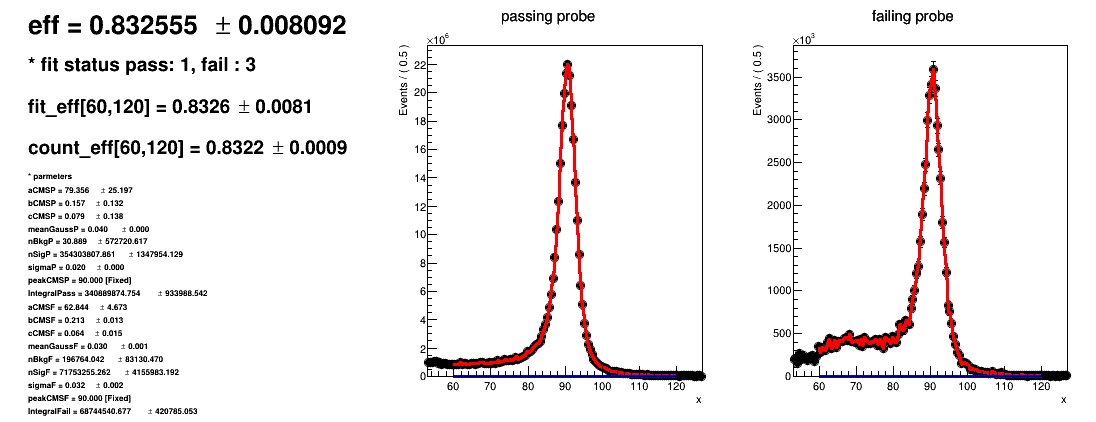 eff = 0.832555 ± 0.008092
* fit status pass: 1, fail : 3
fit_eff[60,120] = 0.8326 ± 0.0081
count_eff[60,120] = 0.8322 ± 0.0009
* parmeters
aCMSP = 79.356 ± 25.197
bCMSP = 0.157 ± 0.132
cCMSP = 0.079 ± 0.138
meanGaussP = 0.040 ± 0.000
nBkgP = 30.889 ± 572720.617
nSigP = 354303807.861 ± 1347954.129
sigmaP = 0.020 ± 0.000
peakCMSP = 90.000 [Fixed]
IntegralPass = 340889874.754 ± 933988.542
aCMSF = 62.844 ± 4.673
bCMSF = 0.213 ± 0.013
cCMSF = 0.064 ± 0.015
meanGaussF = 0.030 ± 0.001
nBkgF = 196764.042 ± 83130.470
nSigF = 71753255.262 ± 4155983.192
sigmaF = 0.032 ± 0.002
peakCMSF = 90.000 [Fixed]
IntegralFail = 68744540.677 ± 420785.053
passing probe
×10⁶
Events / ( 0.5 )
22
20
18
16
14
12
10
8
6
4
2
0
60 70 80 90 100 110 120
x
failing probe
×10³
Events / ( 0.5 )
3500
3000
2500
2000
1500
1000
500
0
60 70 80 90 100 110 120
x